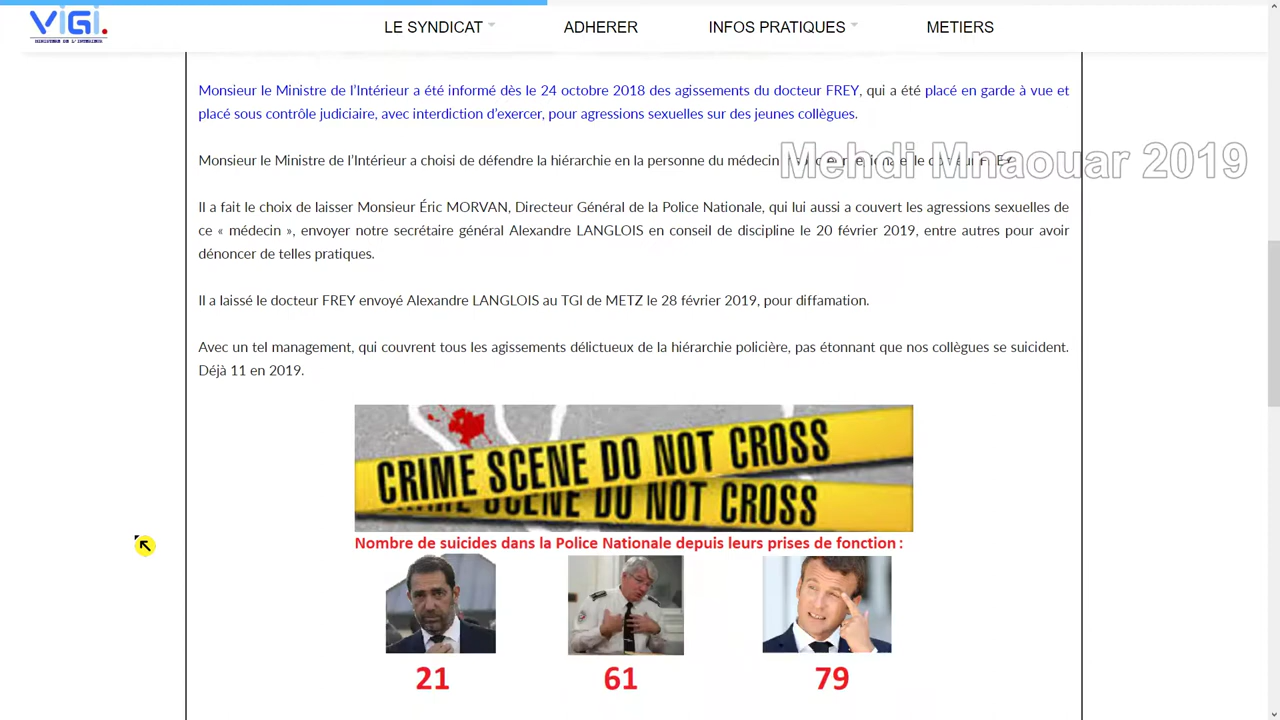 ViGi.
MINISTERE DE L'INTERIEUR
LE SYNDICAT
ADHERER
INFOS PRATIQUES
METIERS
Monsieur le Ministre de l'Intérieur a été informé dès le 24 octobre 2018 des agissements du docteur FREY, qui a été placé en garde à vue et
placé sous contrôle judiciaire, avec interdiction d'exercer, pour agressions sexuelles sur des jeunes collègues.
Monsieur le Ministre de l'Intérieur a choisi de défendre la hiérarchie en la personne du médecin
Mehdi Mnaouar 2019
Il a fait le choix de laisser Monsieur Éric MORVAN, Directeur Général de la Police Nationale, qui lui aussi a couvert les agressions sexuelles de
ce « médecin », envoyer notre secrétaire général Alexandre LANGLOIS en conseil de discipline le 20 février 2019, entre autres pour avoir
dénoncer de telles pratiques.
Il a laissé le docteur FREY envoyé Alexandre LANGLOIS au TGI de METZ le 28 février 2019, pour diffamation.
Avec un tel management, qui couvrent tous les agissements délictueux de la hiérarchie policière, pas étonnant que nos collègues se suicident.
Déjà 11 en 2019.
CRIME SCENE DO NOT CROSS
CRIME SCENE DO NOT CROSS
Nombre de suicides dans la Police Nationale depuis leurs prises de fonction :
21
61
79